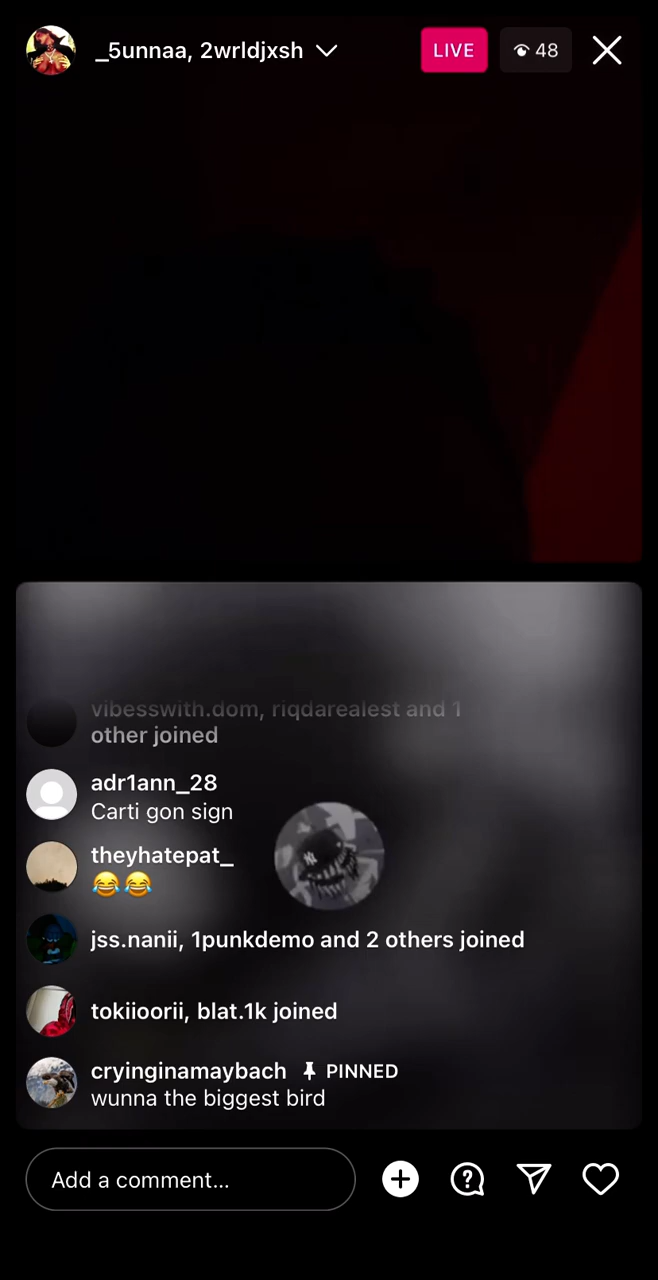 _5unnaa, 2wrldjxsh
LIVE
48
vibesswith.dom, riqdarealest and 1
other joined
adr1ann_28
Carti gon sign
theyhatepat_
😂😂
jss.nanii, 1punkdemo and 2 others joined
tokiioorii, blat.1k joined
cryinginamaybach PINNED
wunna the biggest bird
Add a comment...